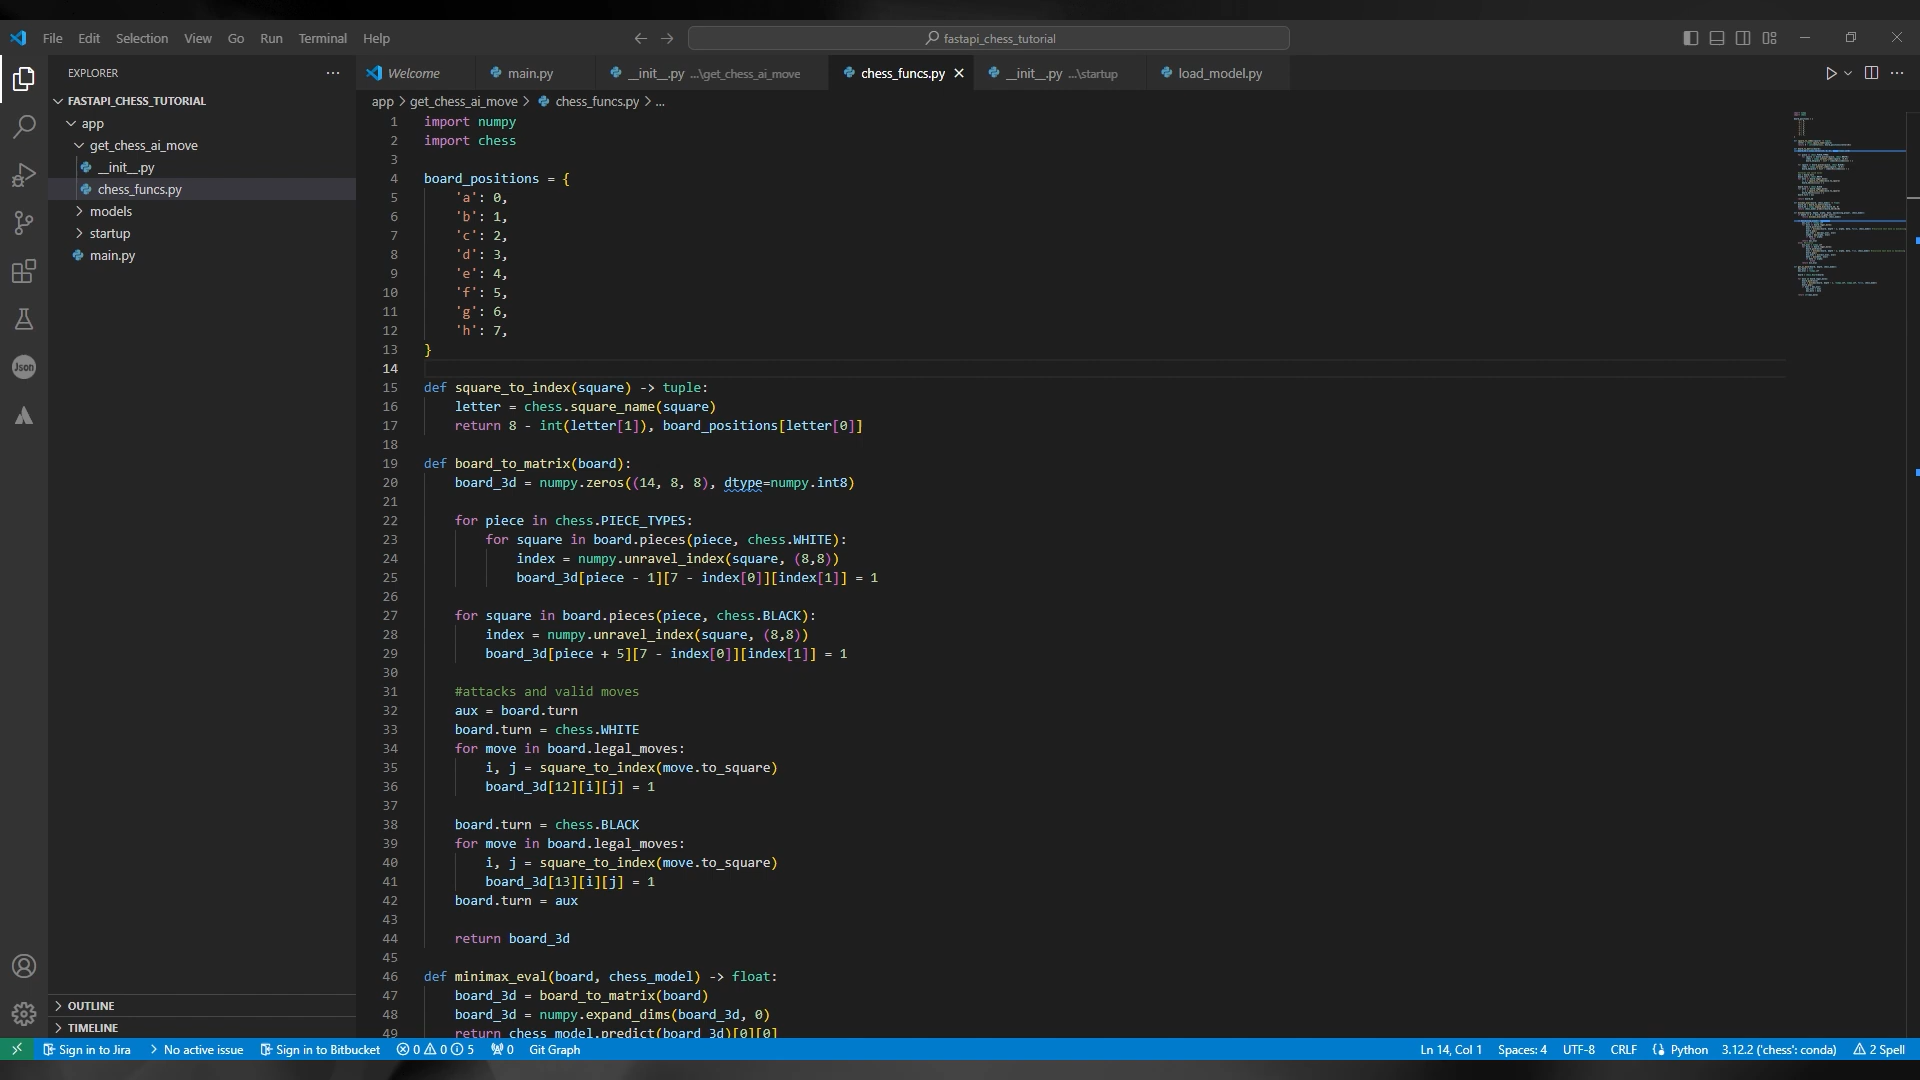 File Edit Selection View Go Run Terminal Help
fastapi_chess_tutorial
EXPLORER
Welcome
main.py
__init__.py ...\get_chess_ai_move
chess_funcs.py
__init__.py ...\startup
load_model.py
FASTAPI_CHESS_TUTORIAL
app
get_chess_ai_move
__init__.py
chess_funcs.py
models
startup
main.py
Json
OUTLINE
TIMELINE
app > get_chess_ai_move > chess_funcs.py > ...
1 import numpy
2 import chess
3
4 board_positions = {
5 'a': 0,
6 'b': 1,
7 'c': 2,
8 'd': 3,
9 'e': 4,
10 'f': 5,
11 'g': 6,
12 'h': 7,
13 }
14
15 def square_to_index(square) -> tuple:
16 letter = chess.square_name(square)
17 return 8 - int(letter[1]), board_positions[letter[0]]
18
19 def board_to_matrix(board):
20 board_3d = numpy.zeros((14, 8, 8), dtype=numpy.int8)
21
22 for piece in chess.PIECE_TYPES:
23 for square in board.pieces(piece, chess.WHITE):
24 index = numpy.unravel_index(square, (8,8))
25 board_3d[piece - 1][7 - index[0]][index[1]] = 1
26
27 for square in board.pieces(piece, chess.BLACK):
28 index = numpy.unravel_index(square, (8,8))
29 board_3d[piece + 5][7 - index[0]][index[1]] = 1
30
31 #attacks and valid moves
32 aux = board.turn
33 board.turn = chess.WHITE
34 for move in board.legal_moves:
35 i, j = square_to_index(move.to_square)
36 board_3d[12][i][j] = 1
37
38 board.turn = chess.BLACK
39 for move in board.legal_moves:
40 i, j = square_to_index(move.to_square)
41 board_3d[13][i][j] = 1
42 board.turn = aux
43
44 return board_3d
45
46 def minimax_eval(board, chess_model) -> float:
47 board_3d = board_to_matrix(board)
48 board_3d = numpy.expand_dims(board_3d, 0)
49 return chess_model.predict(board_3d)[0][0]
Sign in to Jira No active issue Sign in to Bitbucket 0 0 5 0 Git Graph Ln 14, Col 1 Spaces: 4 UTF-8 CRLF Python 3.12.2 ('chess': conda) 2 Spell